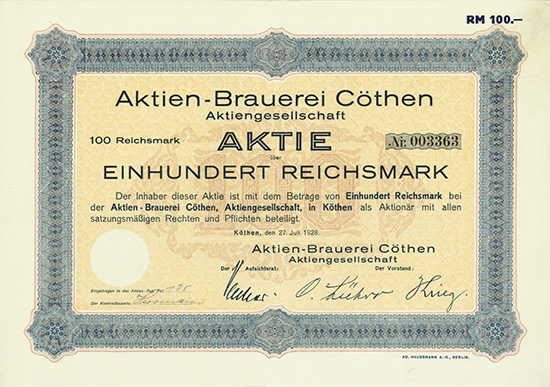 RM 100.—
Aktien-Brauerei Cöthen
Aktiengesellschaft
100 Reichsmark AKTIE № 003363
über
EINHUNDERT REICHSMARK
Der Inhaber dieser Aktie ist mit dem Betrage von Einhundert Reichsmark bei
der Aktien-Brauerei Cöthen, Aktiengesellschaft, in Köthen als Aktionär mit allen
satzungsmäßigen Rechten und Pflichten beteiligt.
Köthen, den 27. Juli 1928.
Aktien-Brauerei Cöthen
Aktiengesellschaft
Der Aufsichtsrat: Der Vorstand:
Eingetragen in das Aktien-Reg. Fol. 175
Der Kontrollbeamte:
AD. HAUSSMANN A.-G., BERLIN.